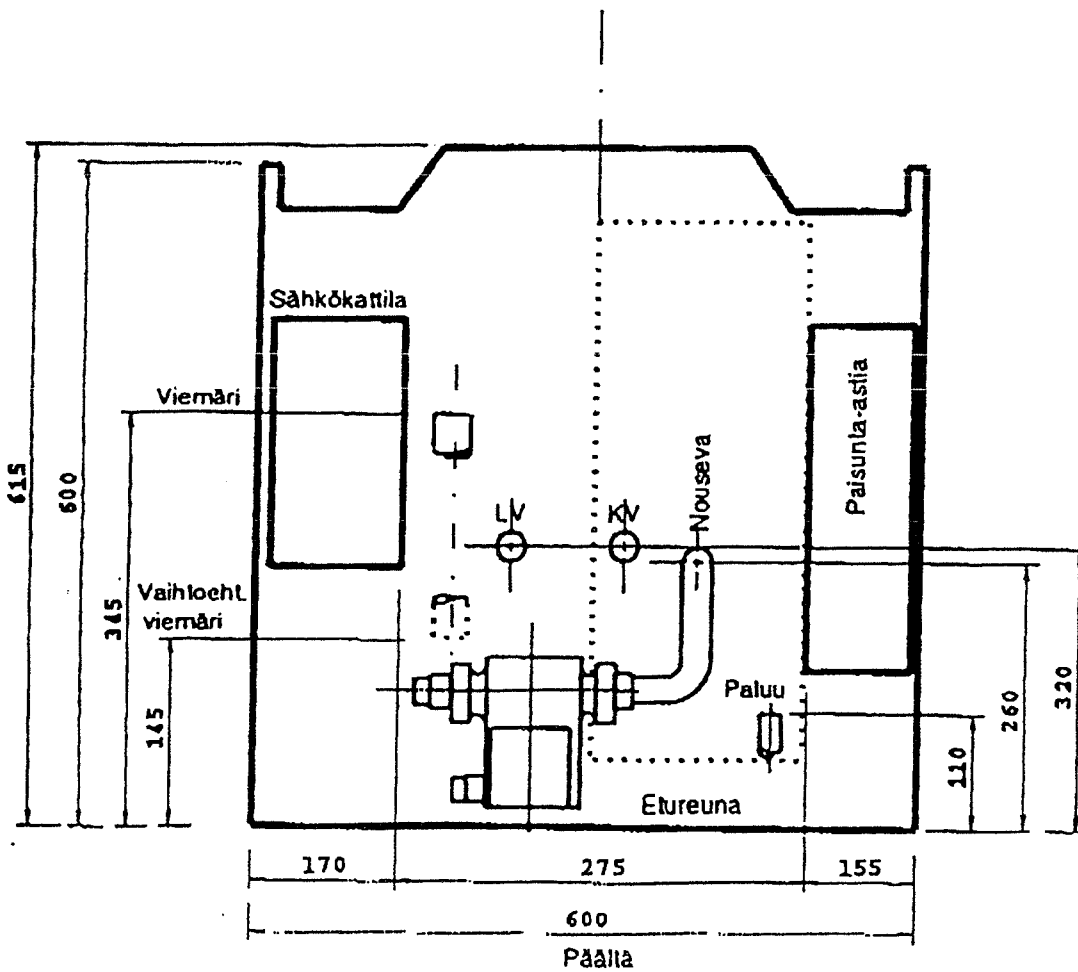 Sähkökattila
Viemäri
Vaihtoeht.
viemäri
LV
KV
Nouseva
Paisunta-astia
Paluu
Etureuna
615
600
345
145
320
260
110
170
275
155
600
Päältä